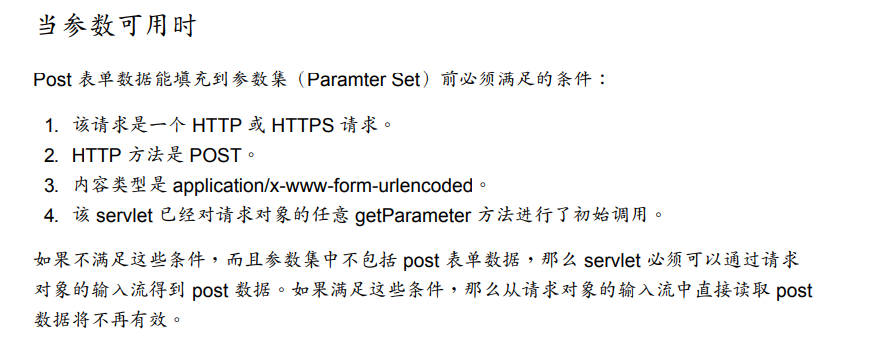 当参数可用时
Post 表单数据能填充到参数集（Paramter Set）前必须满足的条件：
1. 该请求是一个 HTTP 或 HTTPS 请求。
2. HTTP 方法是 POST。
3. 内容类型是 application/x-www-form-urlencoded。
4. 该 servlet 已经对请求对象的任意 getParameter 方法进行了初始调用。
如果不满足这些条件，而且参数集中不包括 post 表单数据，那么 servlet 必须可以通过请求
对象的输入流得到 post 数据。如果满足这些条件，那么从请求对象的输入流中直接读取 post
数据将不再有效。